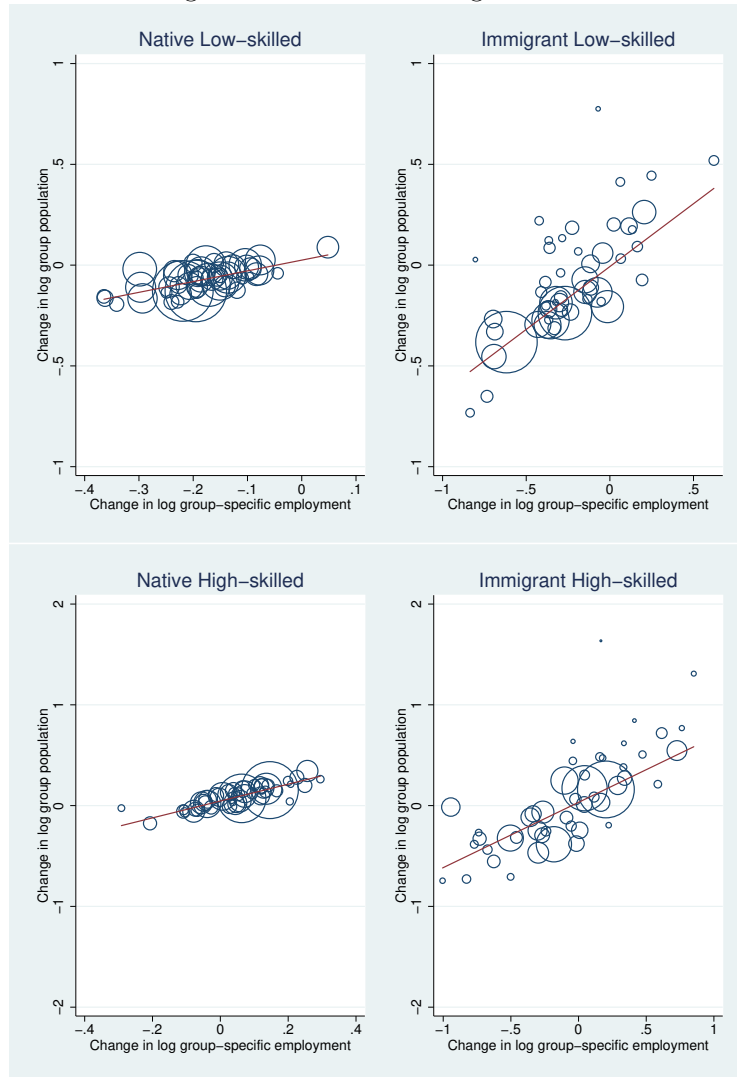 Native Low−skilled
Change in log group population
1
.5
0
−.5
−1
−.4 −.3 −.2 −.1 0 .1
Change in log group−specific employment
Immigrant Low−skilled
Change in log group population
1
.5
0
−.5
−1
−1 −.5 0 .5
Change in log group−specific employment
Native High−skilled
Change in log group population
2
1
0
−1
−2
−.4 −.2 0 .2 .4
Change in log group−specific employment
Immigrant High−skilled
Change in log group population
2
1
0
−1
−2
−1 −.5 0 .5 1
Change in log group−specific employment